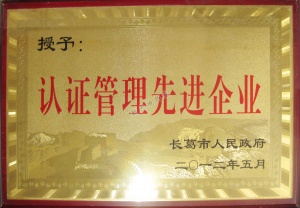 授予：
认证管理先进企业
长葛市人民政府
二〇一二年五月